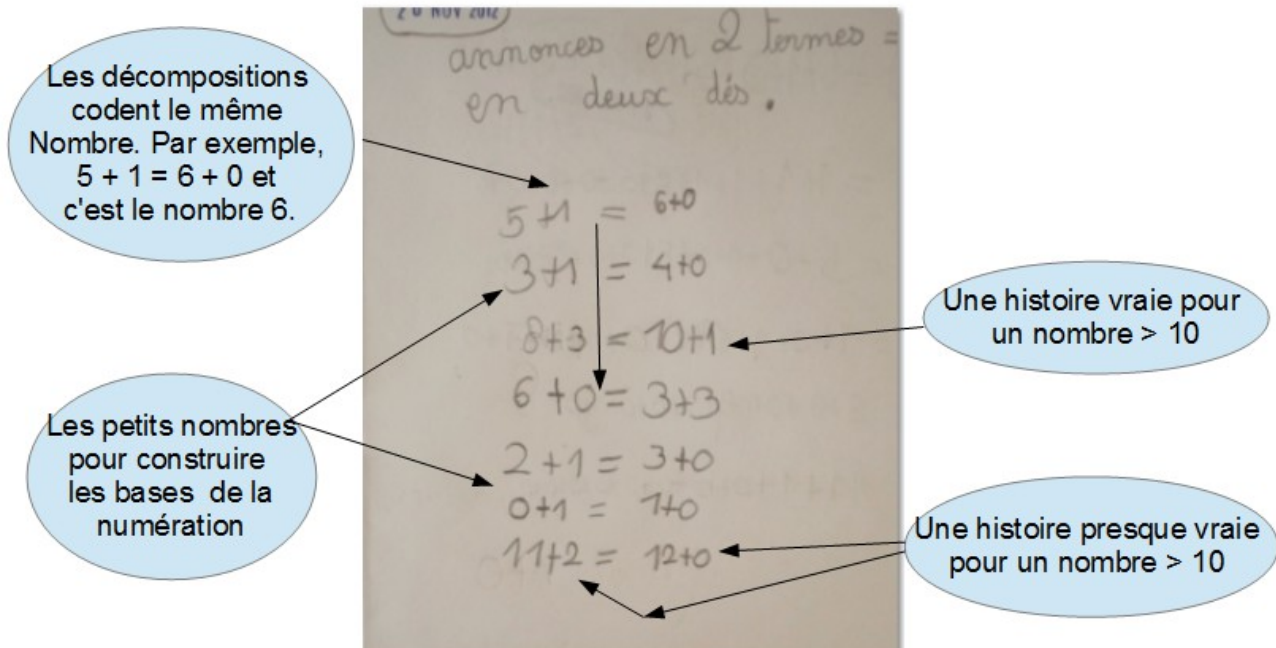 20 NOV 2012
annonces en 2 termes =
en deux dés.
Les décompositions
codent le même
Nombre. Par exemple,
5 + 1 = 6 + 0 et
c'est le nombre 6.
5+1 = 6+0
3+1 = 4+0
8+3 = 10+1
6+0 = 3+3
2+1 = 3+0
0+1 = 1+0
11+2 = 12+0
Une histoire vraie pour
un nombre > 10
Les petits nombres
pour construire
les bases de la
numération
Une histoire presque vraie
pour un nombre > 10